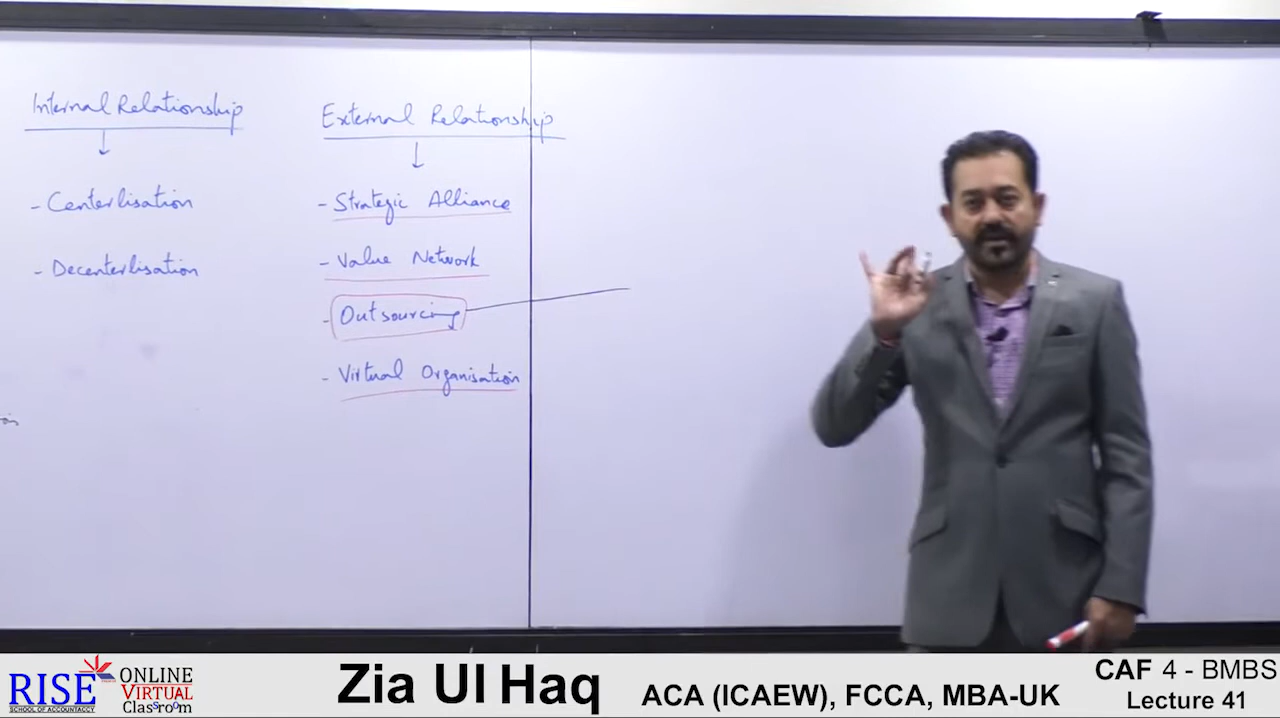 Internal Relationship
- Centerlisation
- Decenterlisation
External Relationship
- Strategic Alliance
- Value Network
- Outsourcing
- Virtual Organisation
RISE
SCHOOL OF ACCOUNTANCY
ONLINE
VIRTUAL
Classroom
Zia Ul Haq
ACA (ICAEW), FCCA, MBA-UK
CAF 4 - BMBS
Lecture 41